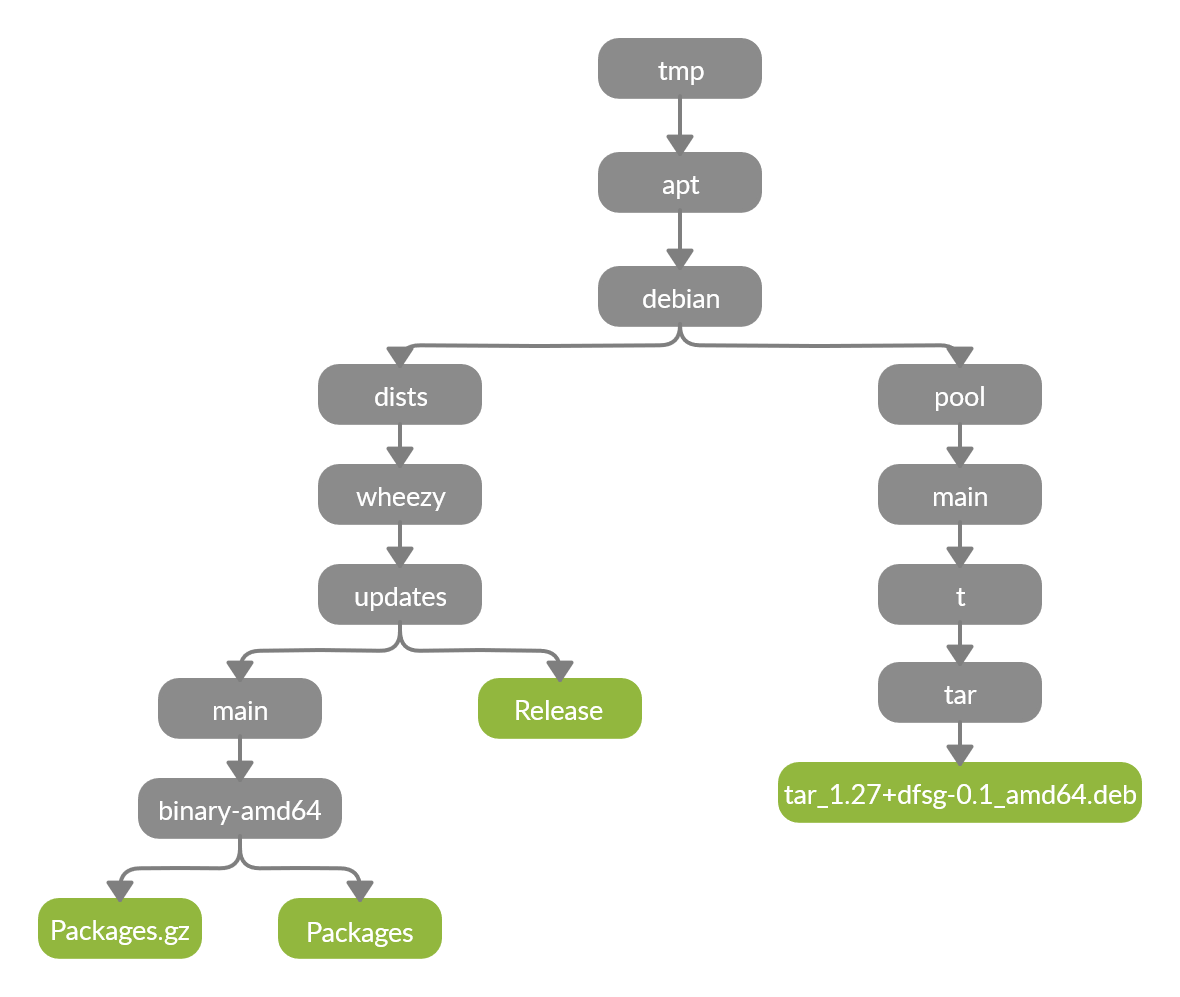 tmp
apt
debian
dists
pool
wheezy
main
updates
t
tar
main
Release
tar_1.27+dfsg-0.1_amd64.deb
binary-amd64
Packages.gz
Packages